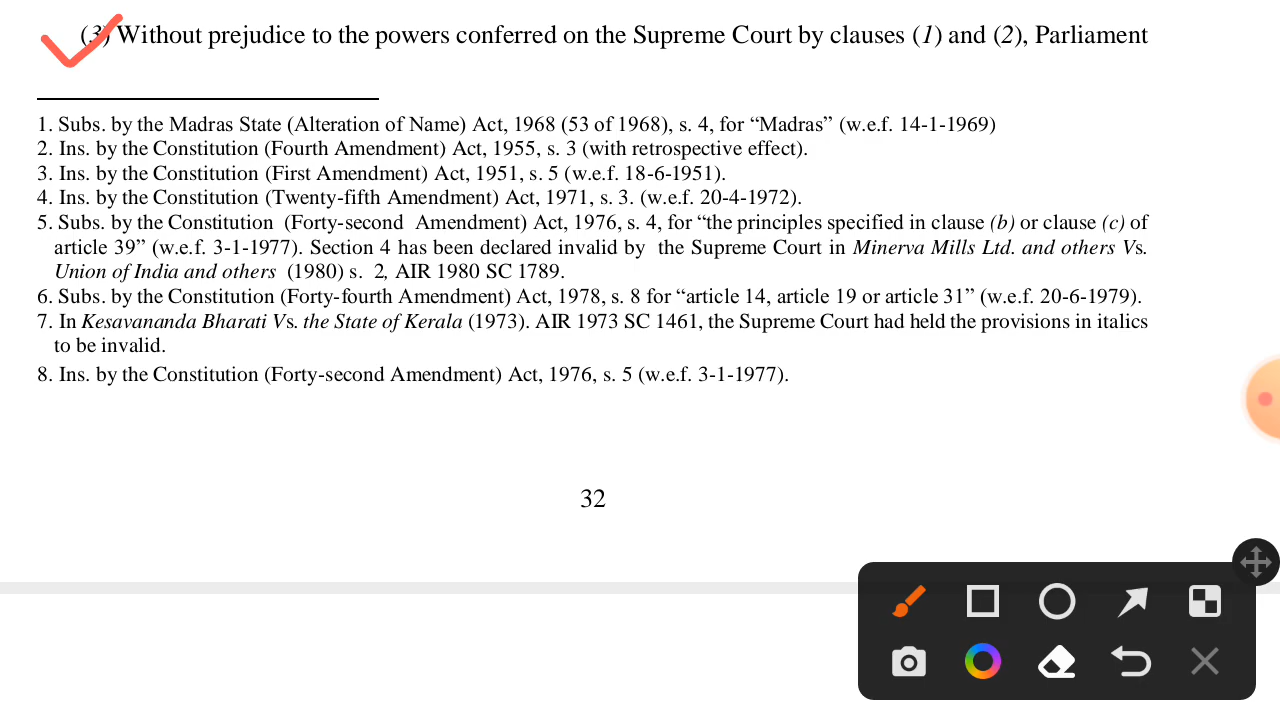 (3) Without prejudice to the powers conferred on the Supreme Court by clauses (1) and (2), Parliament
1. Subs. by the Madras State (Alteration of Name) Act, 1968 (53 of 1968), s. 4, for “Madras” (w.e.f. 14-1-1969)
2. Ins. by the Constitution (Fourth Amendment) Act, 1955, s. 3 (with retrospective effect).
3. Ins. by the Constitution (First Amendment) Act, 1951, s. 5 (w.e.f. 18-6-1951).
4. Ins. by the Constitution (Twenty-fifth Amendment) Act, 1971, s. 3. (w.e.f. 20-4-1972).
5. Subs. by the Constitution (Forty-second Amendment) Act, 1976, s. 4, for “the principles specified in clause (b) or clause (c) of
article 39” (w.e.f. 3-1-1977). Section 4 has been declared invalid by the Supreme Court in Minerva Mills Ltd. and others Vs.
Union of India and others (1980) s. 2, AIR 1980 SC 1789.
6. Subs. by the Constitution (Forty-fourth Amendment) Act, 1978, s. 8 for “article 14, article 19 or article 31” (w.e.f. 20-6-1979).
7. In Kesavananda Bharati Vs. the State of Kerala (1973). AIR 1973 SC 1461, the Supreme Court had held the provisions in italics
to be invalid.
8. Ins. by the Constitution (Forty-second Amendment) Act, 1976, s. 5 (w.e.f. 3-1-1977).
32